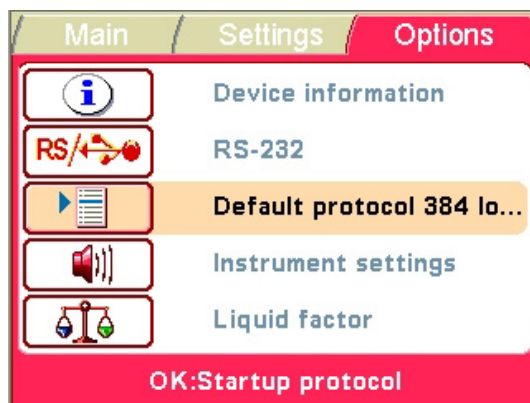 Main Settings Options
Device information
RS/ RS-232
Default protocol 384 lo...
Instrument settings
Liquid factor
OK:Startup protocol